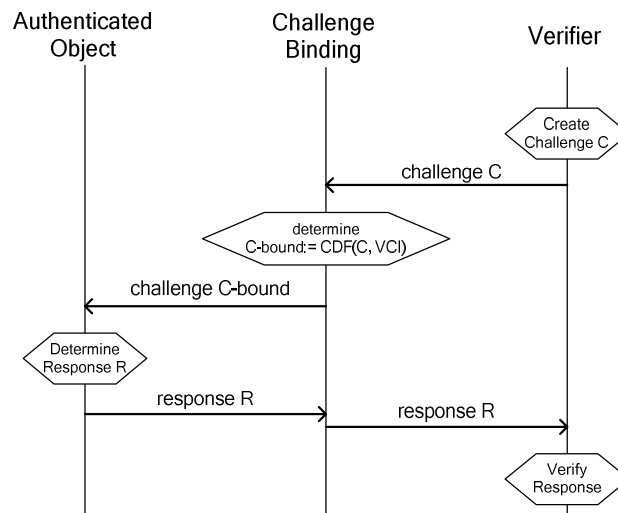 Authenticated
Object
Challenge
Binding
Verifier
Create
Challenge C
challenge C
determine
C-bound:= CDF(C, VCI)
challenge C-bound
Determine
Response R
response R
response R
Verify
Response